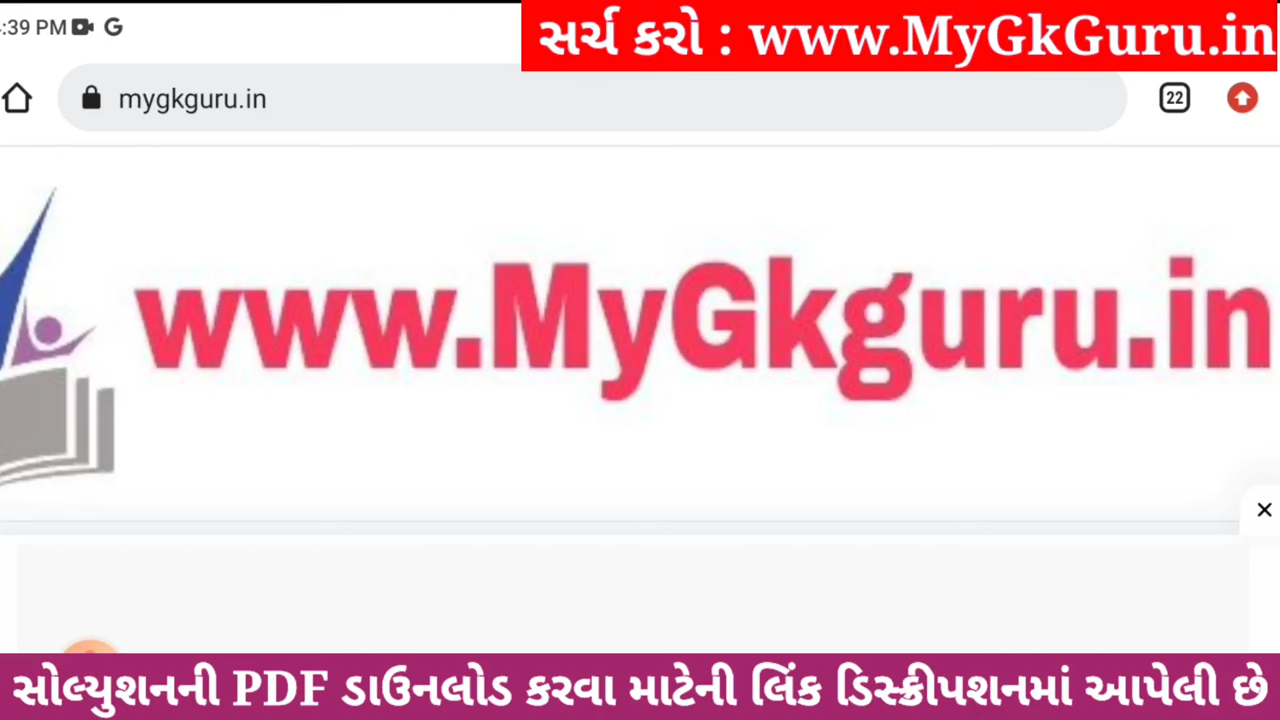 :39 PM G
સર્ચ કરો : www.MyGkGuru.in
mygkguru.in
22
www.MyGkguru.in
સોલ્યુશનની PDF ડાઉનલોડ કરવા માટેની લિંક ડિસ્ક્રીપશનમાં આપેલી છે